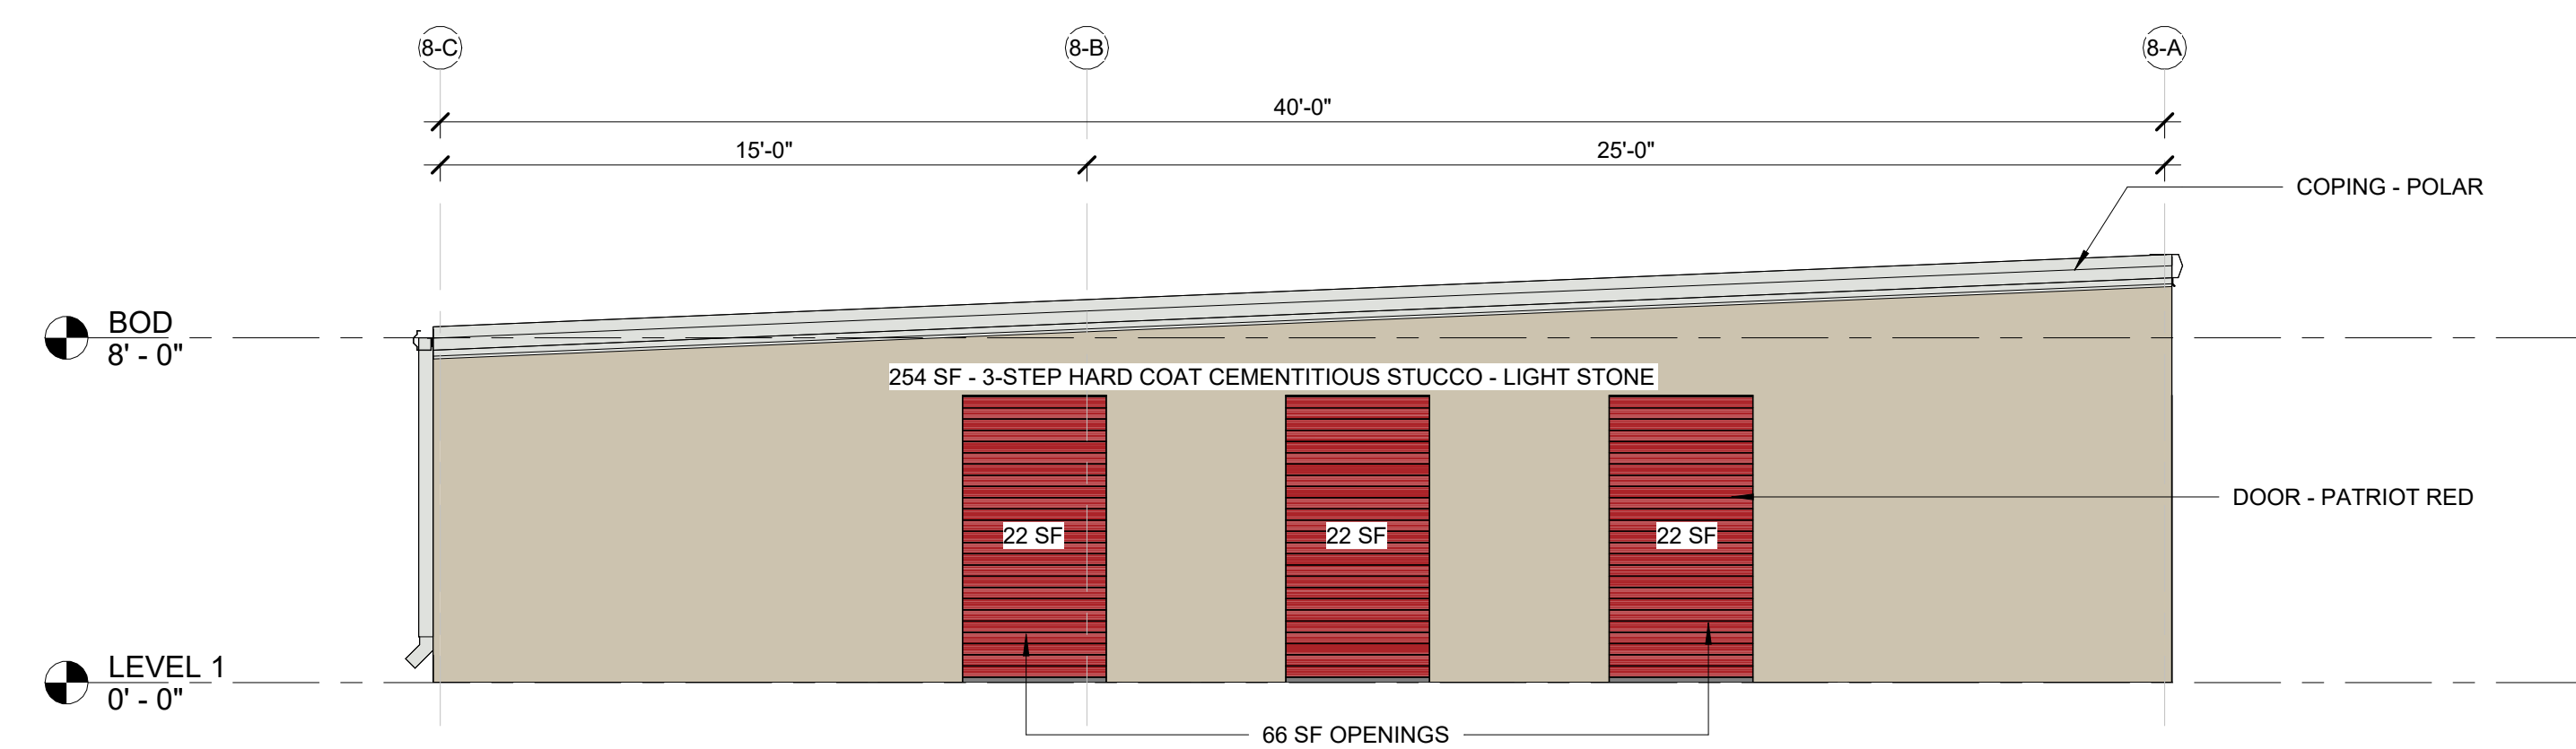 8-C
8-B
8-A
40'-0"
15'-0"
25'-0"
COPING - POLAR
BOD
8' - 0"
254 SF - 3-STEP HARD COAT CEMENTITIOUS STUCCO - LIGHT STONE
DOOR - PATRIOT RED
22 SF
22 SF
22 SF
LEVEL 1
0' - 0"
66 SF OPENINGS